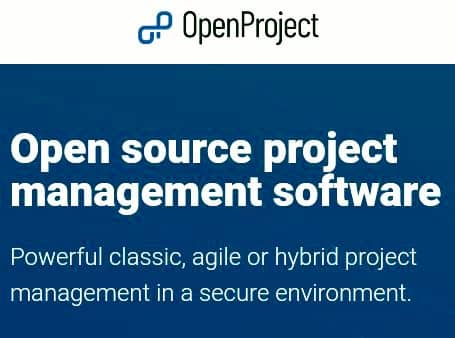 OpenProject
Open source project
management software
Powerful classic, agile or hybrid project
management in a secure environment.